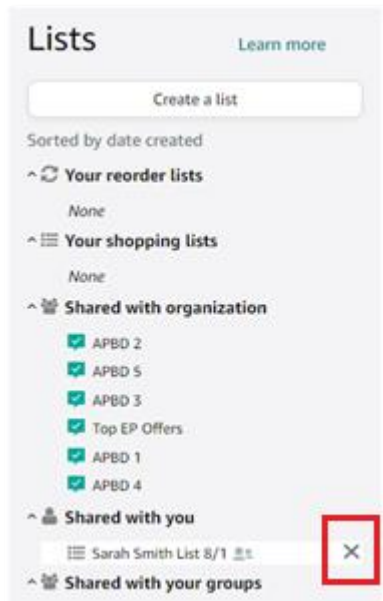 Lists
Learn more
Create a list
Sorted by date created
Your reorder lists
None
Your shopping lists
None
Shared with organization
APBD 2
APBD 5
APBD 3
Top EP Offers
APBD 1
APBD 4
Shared with you
Sarah Smith List 8/1
Shared with your groups